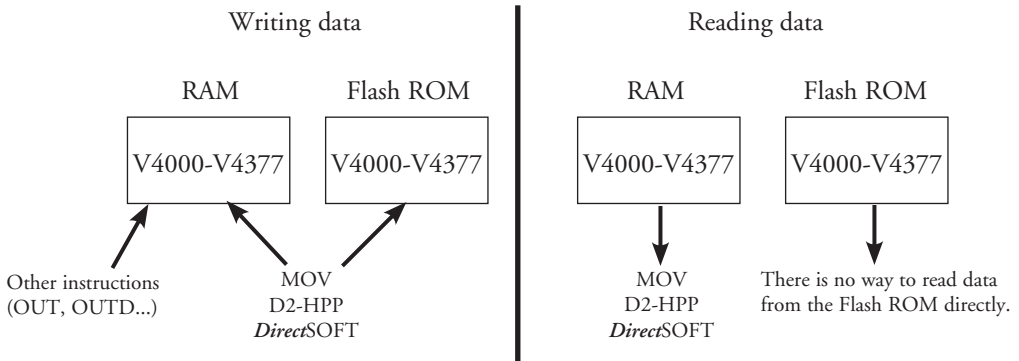 Writing data
Reading data
RAM
Flash ROM
RAM
Flash ROM
V4000-V4377
V4000-V4377
V4000-V4377
V4000-V4377
Other instructions
(OUT, OUTD...)
MOV
D2-HPP
DirectSOFT
MOV
D2-HPP
DirectSOFT
There is no way to read data
from the Flash ROM directly.